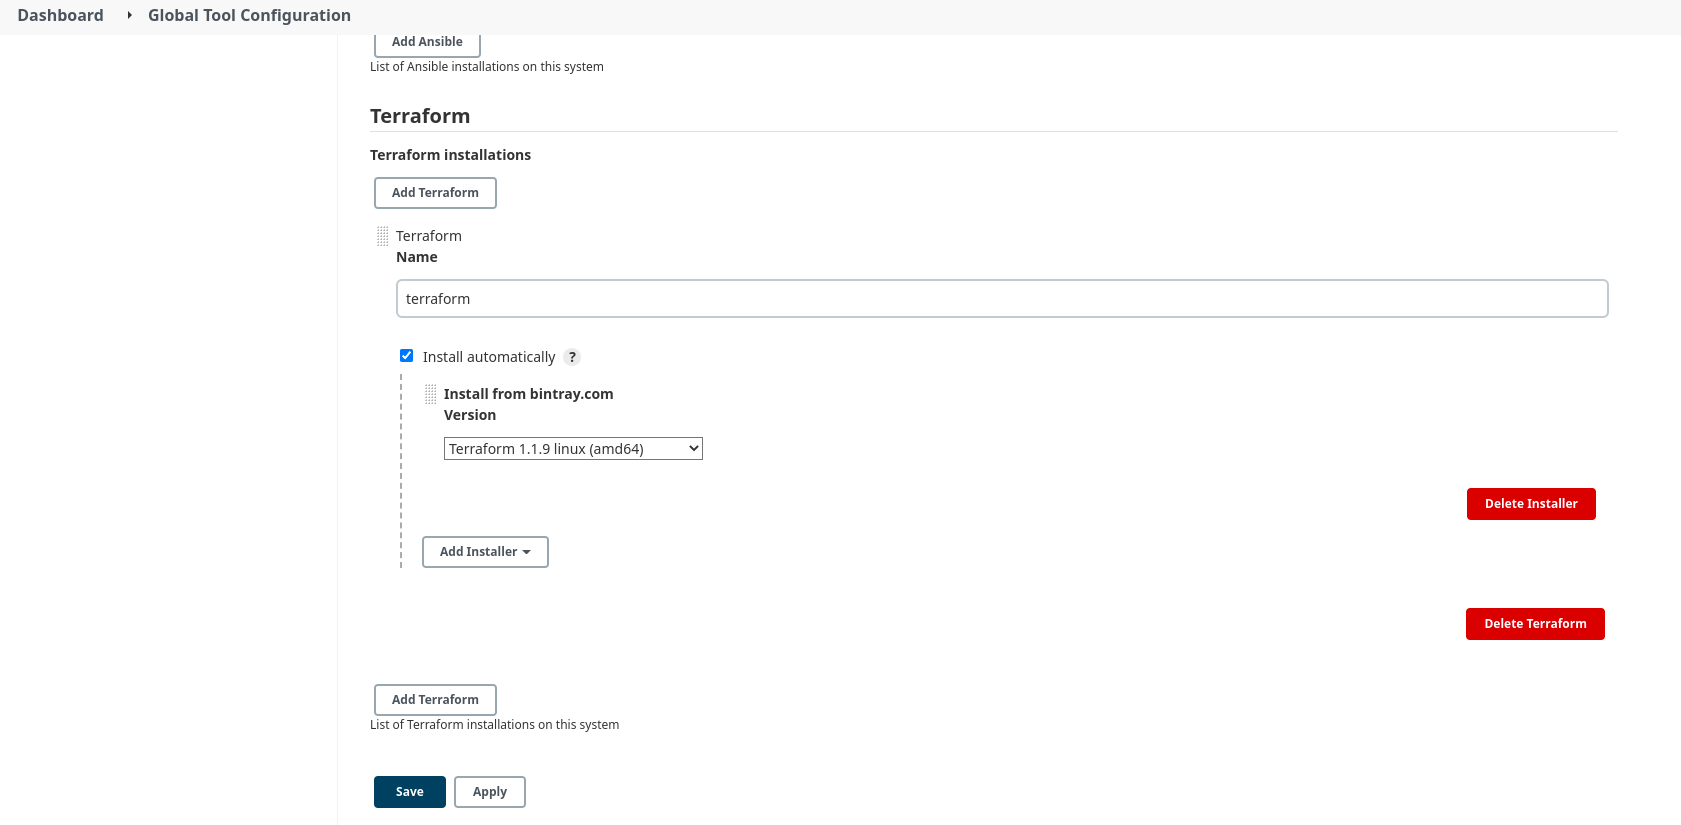 Dashboard Global Tool Configuration
Add Ansible
List of Ansible installations on this system
Terraform
Terraform installations
Add Terraform
Terraform
Name
terraform
Install automatically ?
Install from bintray.com
Version
Terraform 1.1.9 linux (amd64)
Delete Installer
Add Installer
Delete Terraform
Add Terraform
List of Terraform installations on this system
Save Apply